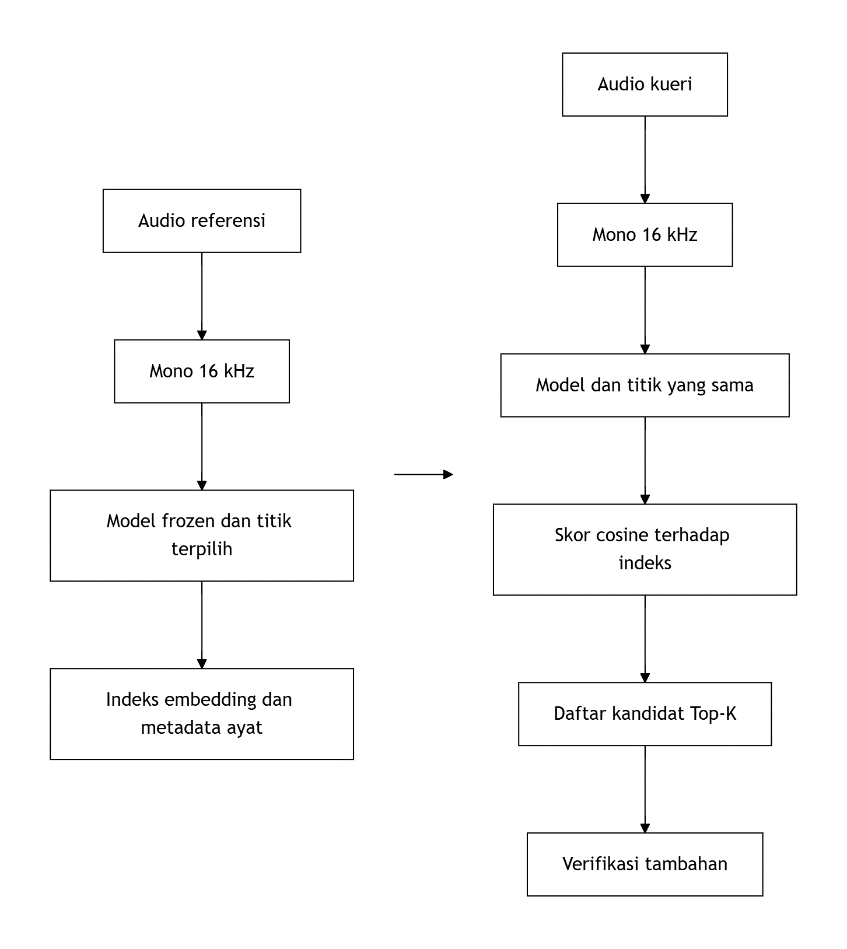 Audio referensi
Mono 16 kHz
Model frozen dan titik
terpilih
Indeks embedding dan
metadata ayat
Audio kueri
Mono 16 kHz
Model dan titik yang sama
Skor cosine terhadap
indeks
Daftar kandidat Top-K
Verifikasi tambahan